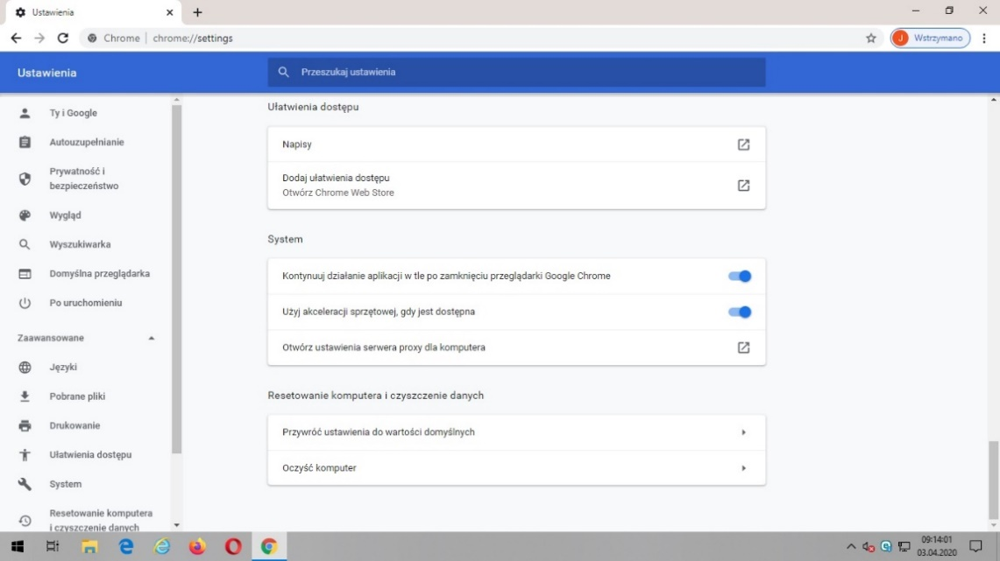 Ustawienia
Chrome | chrome://settings
Wstrzymano
J
Ustawienia
Przeszukaj ustawienia
Ty i Google
Autouzupełnianie
Prywatność i
bezpieczeństwo
Wygląd
Wyszukiwarka
Domyślna przeglądarka
Po uruchomieniu
Zaawansowane
Języki
Pobrane pliki
Drukowanie
Ułatwienia dostępu
System
Resetowanie komputera
i czyszczenie danych
Ułatwienia dostępu
Napisy
Dodaj ułatwienia dostępu
Otwórz Chrome Web Store
System
Kontynuuj działanie aplikacji w tle po zamknięciu przeglądarki Google Chrome
Użyj akceleracji sprzętowej, gdy jest dostępna
Otwórz ustawienia serwera proxy dla komputera
Resetowanie komputera i czyszczenie danych
Przywróć ustawienia do wartości domyślnych
Oczyść komputer
09:14:01
03.04.2020